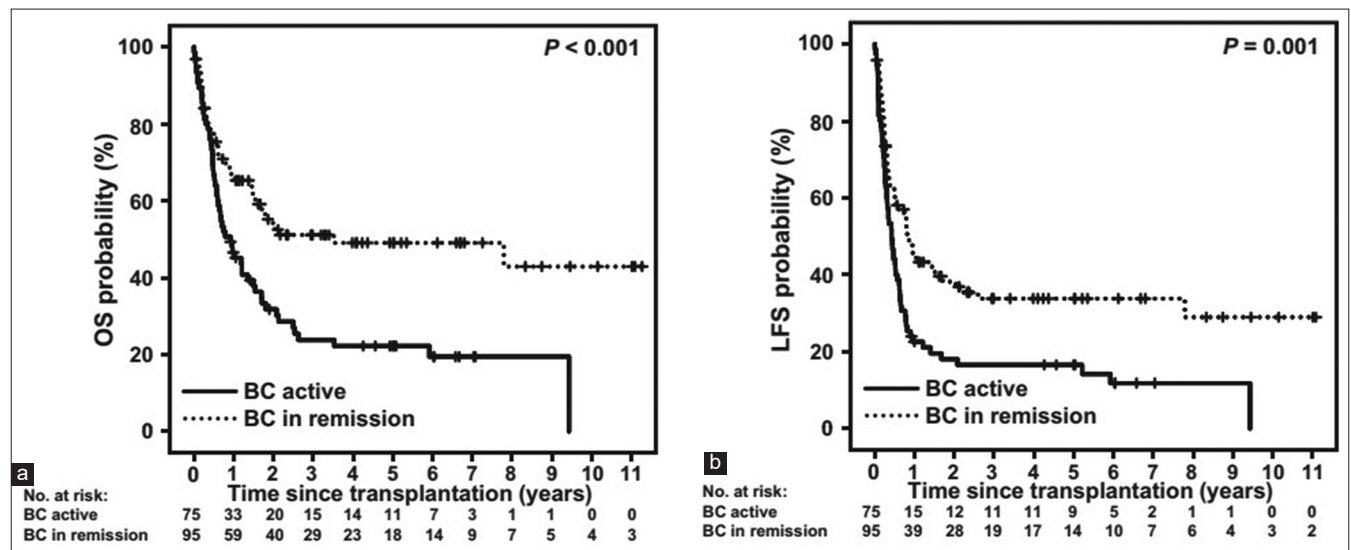 P < 0.001
OS probability (%)
100
80
60
40
20
0
BC active
BC in remission
0 1 2 3 4 5 6 7 8 9 10 11
a
Time since transplantation (years)
No. at risk:
BC active 75 33 20 15 14 11 7 3 1 1 0 0
BC in remission 95 59 40 29 23 18 14 9 7 5 4 3
P = 0.001
LFS probability (%)
100
80
60
40
20
0
BC active
BC in remission
0 1 2 3 4 5 6 7 8 9 10 11
b
Time since transplantation (years)
No. at risk:
BC active 75 15 12 11 11 9 5 2 1 1 0 0
BC in remission 95 39 28 19 17 14 10 7 6 4 3 2